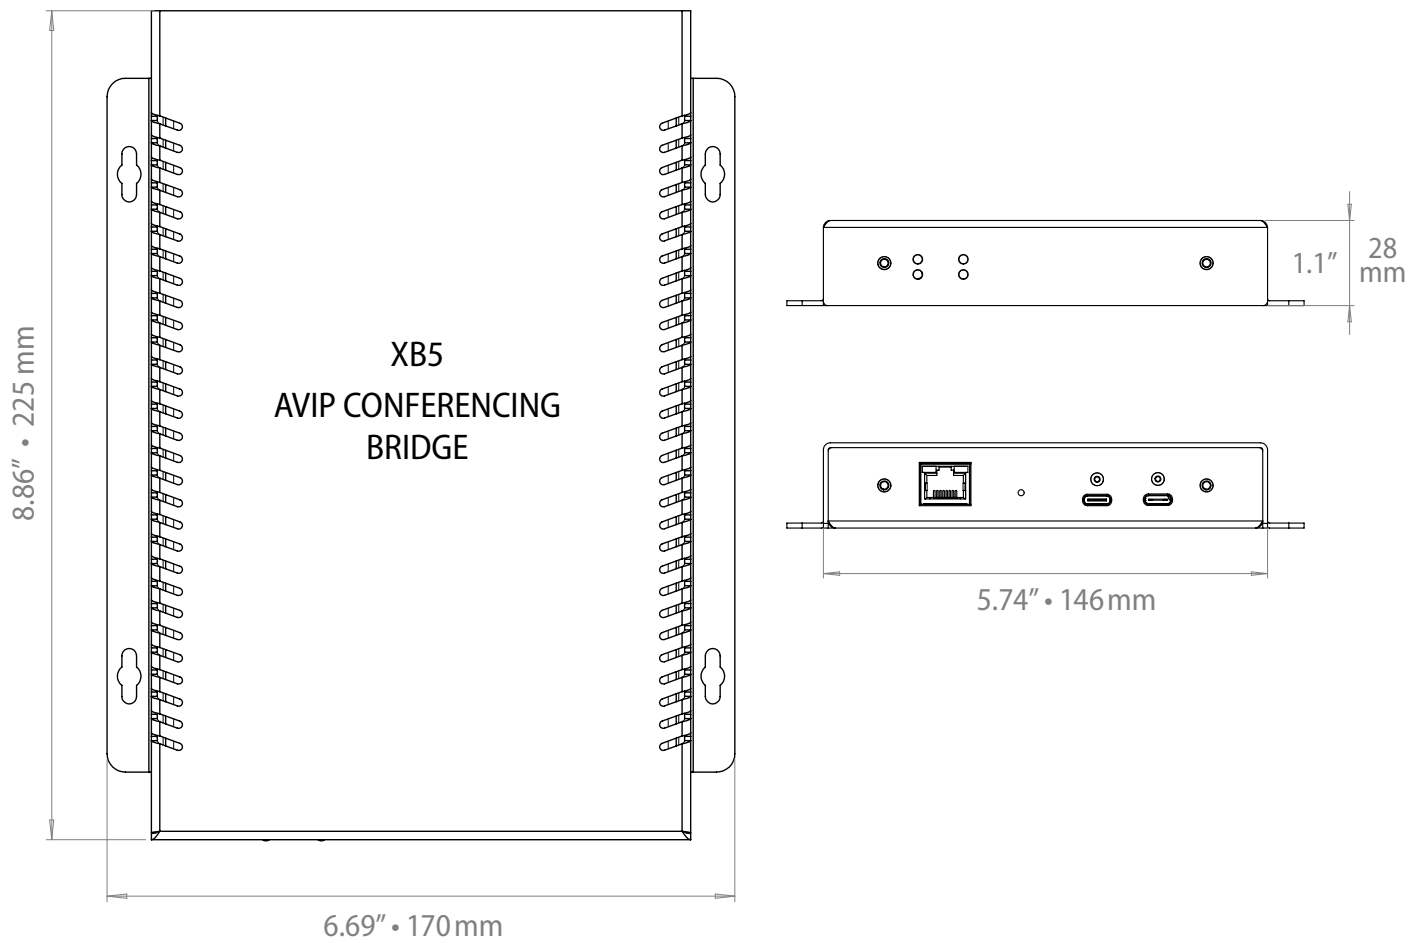 8.86″ • 225 mm
XB5
AVIP CONFERENCING
BRIDGE
6.69″ • 170 mm
1.1″
28
mm
5.74″ • 146 mm